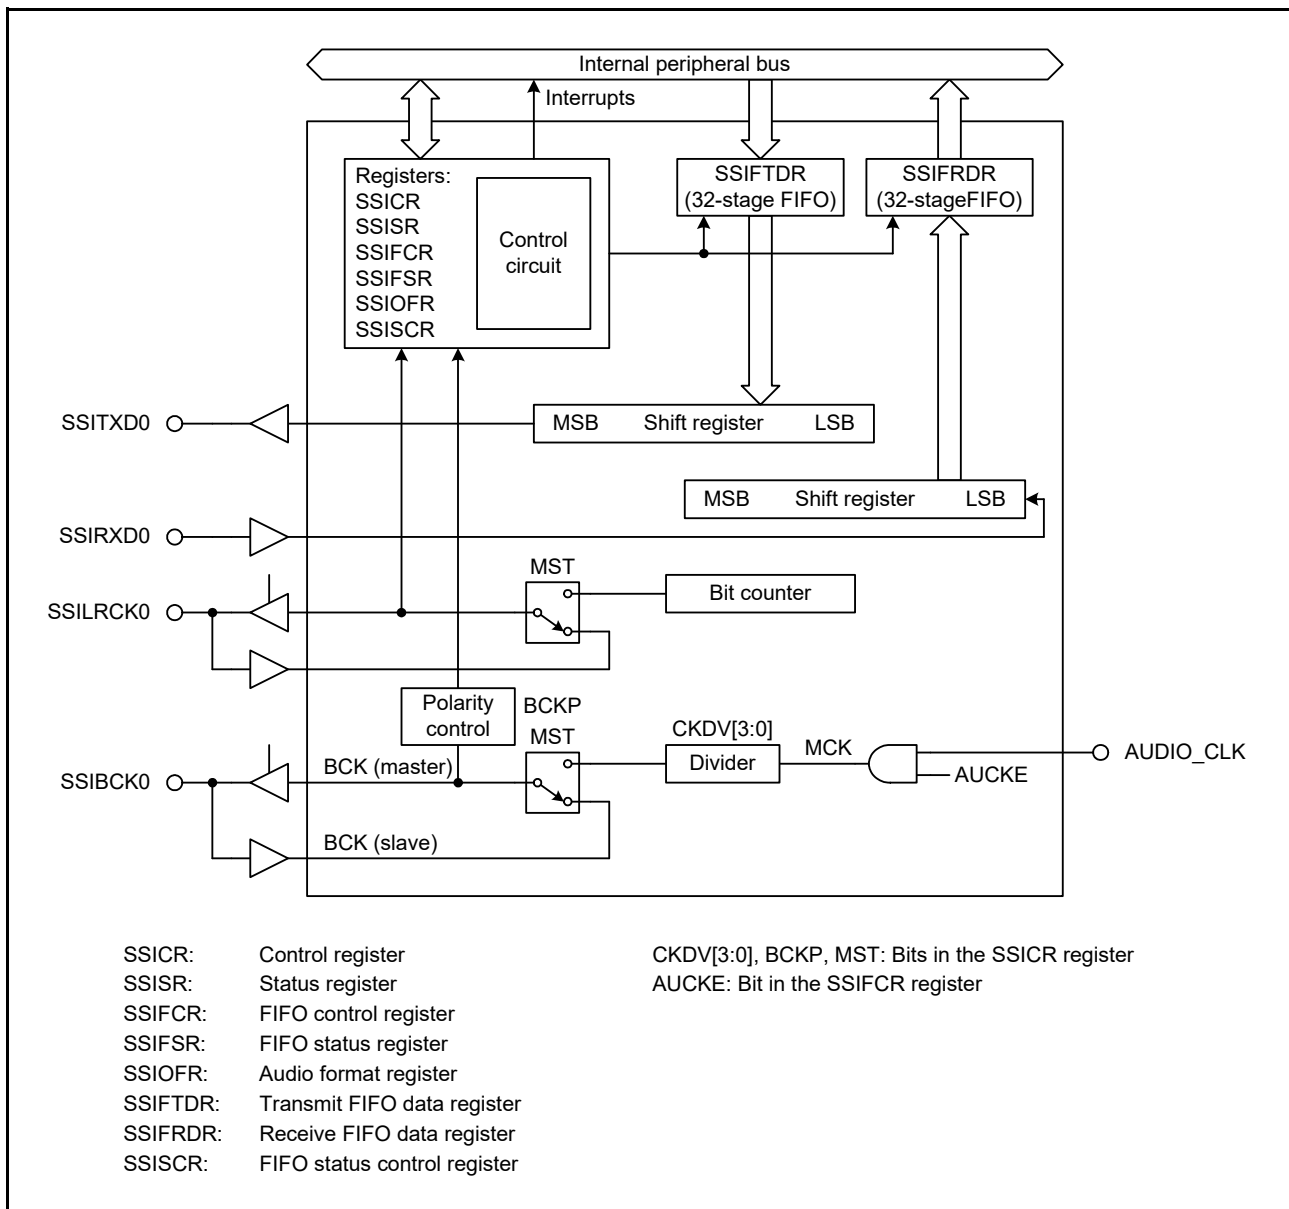 Internal peripheral bus
Interrupts
Registers:
SSICR
SSISR
SSIFCR
SSIFSR
SSIOFR
SSISCR
Control
circuit
SSIFTDR
(32-stage FIFO)
SSIFRDR
(32-stageFIFO)
SSITXD0
MSB Shift register LSB
MSB Shift register LSB
SSIRXD0
MST
Bit counter
SSILRCK0
Polarity
control
BCKP
MST
CKDV[3:0]
Divider
MCK
AUCKE
AUDIO_CLK
SSIBCK0
BCK (master)
BCK (slave)
SSICR: Control register
SSISR: Status register
SSIFCR: FIFO control register
SSIFSR: FIFO status register
SSIOFR: Audio format register
SSIFTDR: Transmit FIFO data register
SSIFRDR: Receive FIFO data register
SSISCR: FIFO status control register
CKDV[3:0], BCKP, MST: Bits in the SSICR register
AUCKE: Bit in the SSIFCR register